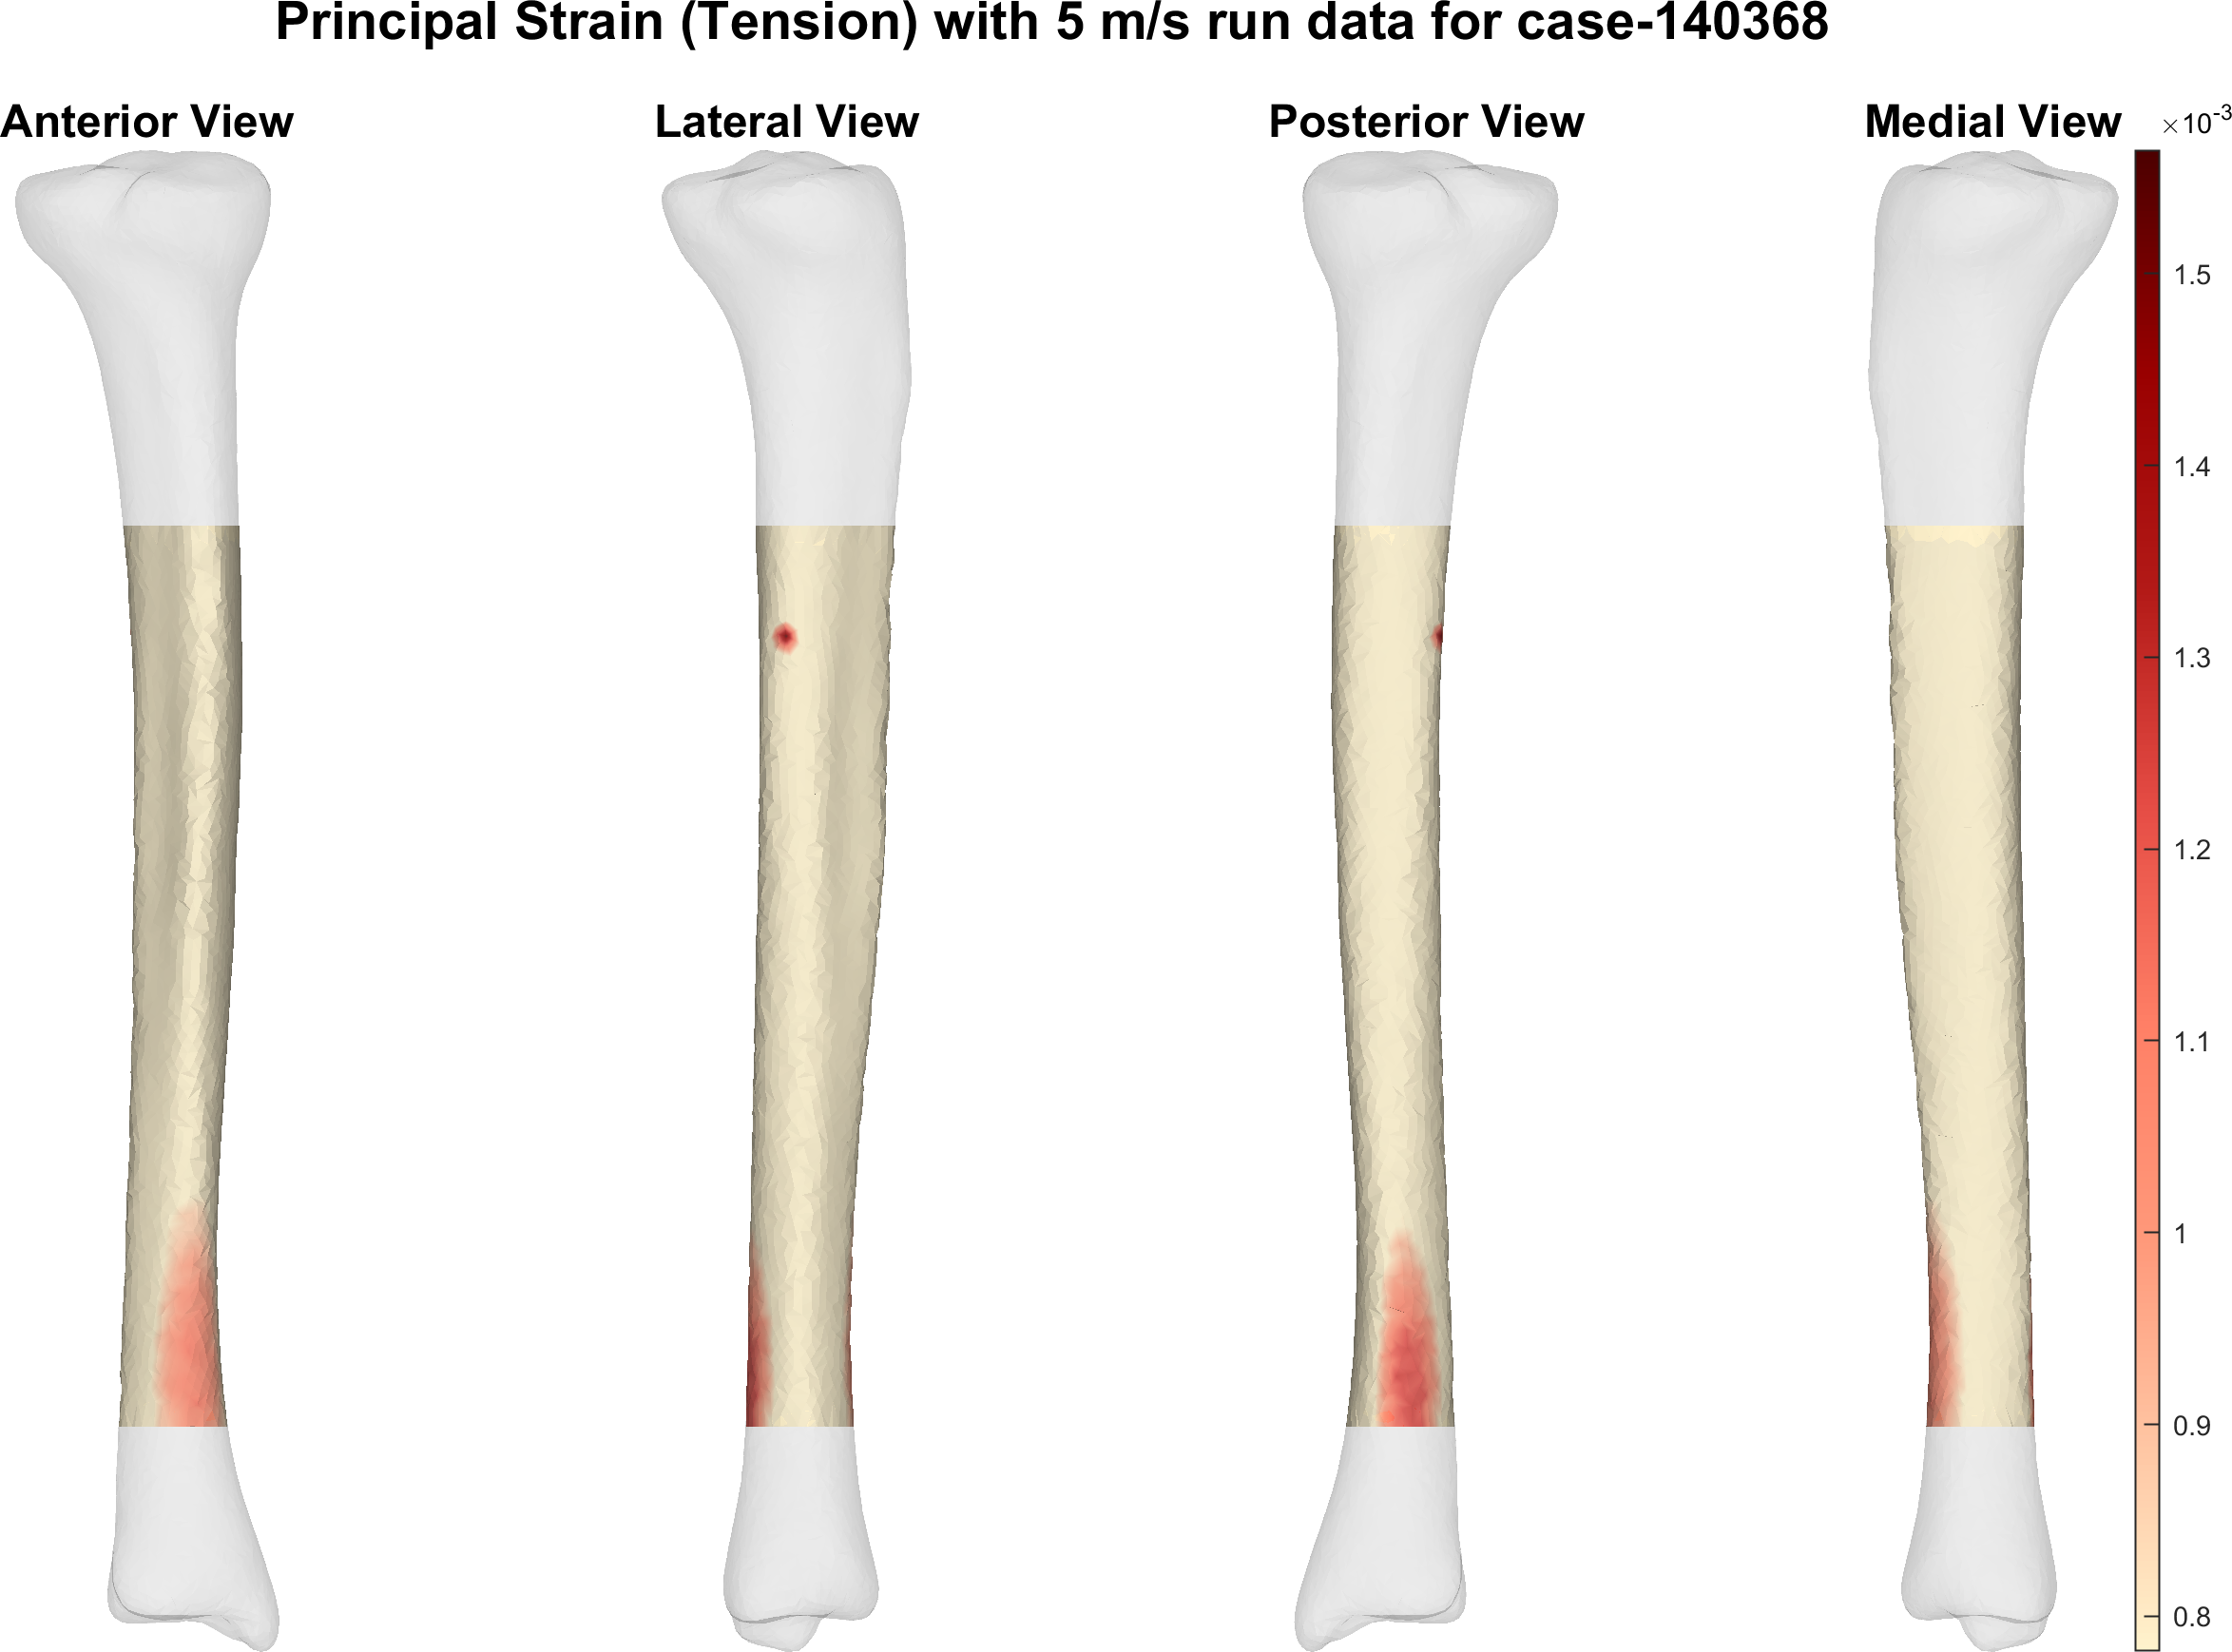 Principal Strain (Tension) with 5 m/s run data for case-140368
Anterior View
Lateral View
Posterior View
Medial View
×10-3
1.5
1.4
1.3
1.2
1.1
1
0.9
0.8